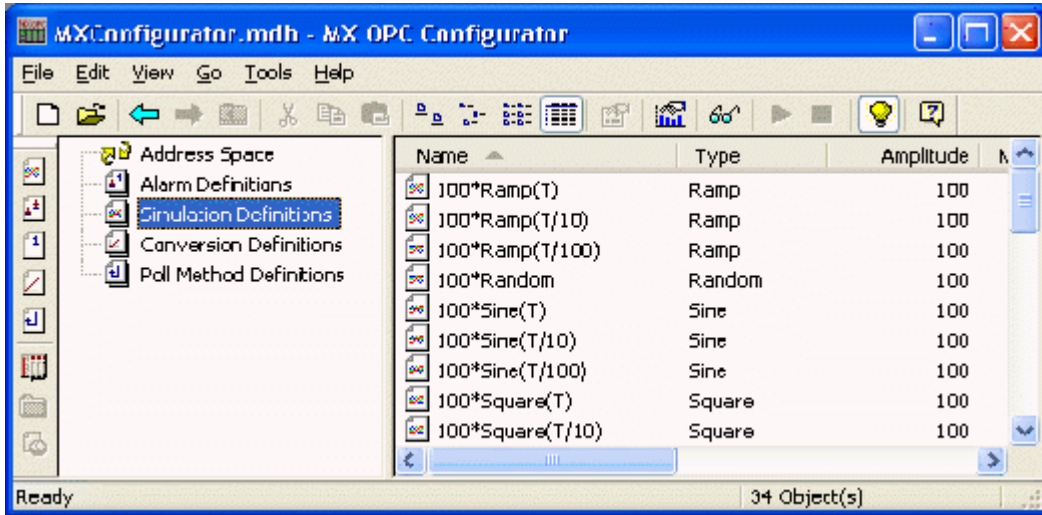 MXConfigurator.mdb - MX OPC Configurator
File Edit View Go Tools Help
Address Space
Alarm Definitions
Simulation Definitions
Conversion Definitions
Poll Method Definitions
Name Type Amplitude
100*Ramp(T) Ramp 100
100*Ramp(T/10) Ramp 100
100*Ramp(T/100) Ramp 100
100*Random Random 100
100*Sine(T) Sine 100
100*Sine(T/10) Sine 100
100*Sine(T/100) Sine 100
100*Square(T) Square 100
100*Square(T/10) Square 100
Ready 34 Object(s)